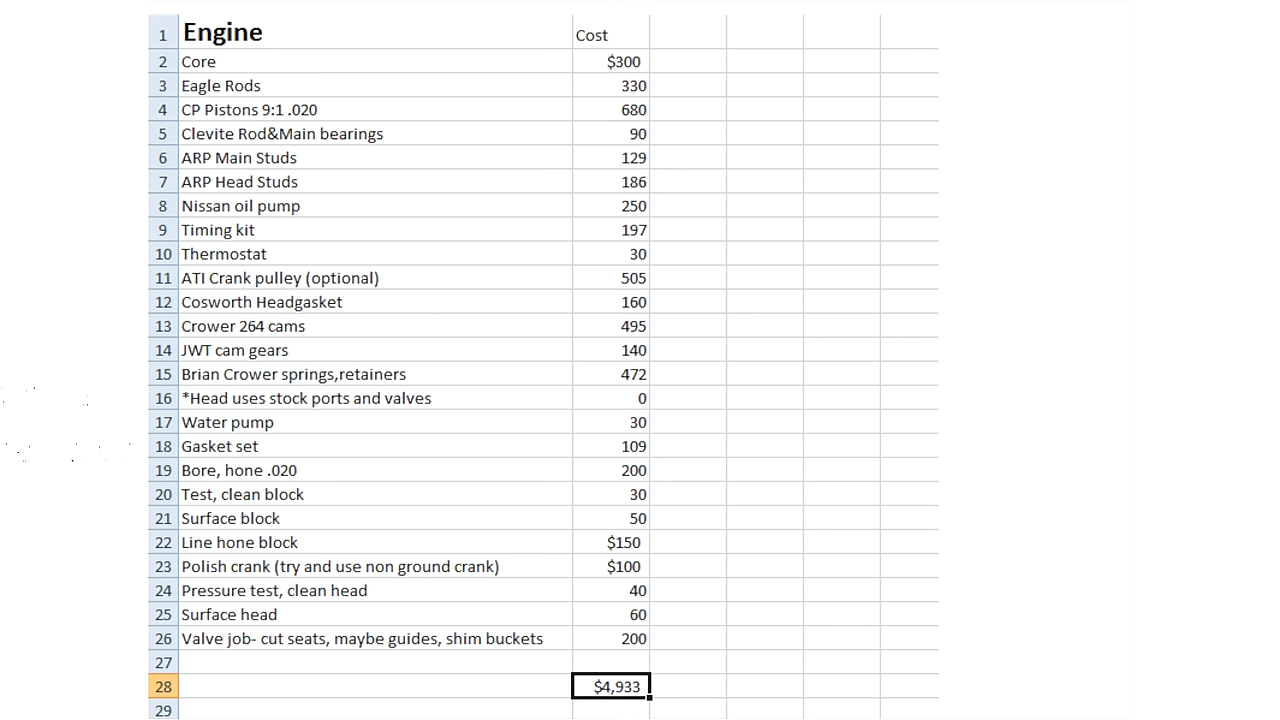 1 Engine Cost
2 Core $300
3 Eagle Rods 330
4 CP Pistons 9:1 .020 680
5 Clevite Rod&Main bearings 90
6 ARP Main Studs 129
7 ARP Head Studs 186
8 Nissan oil pump 250
9 Timing kit 197
10 Thermostat 30
11 ATI Crank pulley (optional) 505
12 Cosworth Headgasket 160
13 Crower 264 cams 495
14 JWT cam gears 140
15 Brian Crower springs,retainers 472
16 *Head uses stock ports and valves 0
17 Water pump 30
18 Gasket set 109
19 Bore, hone .020 200
20 Test, clean block 30
21 Surface block 50
22 Line hone block $150
23 Polish crank (try and use non ground crank) $100
24 Pressure test, clean head 40
25 Surface head 60
26 Valve job- cut seats, maybe guides, shim buckets 200
27
28 $4,933
29